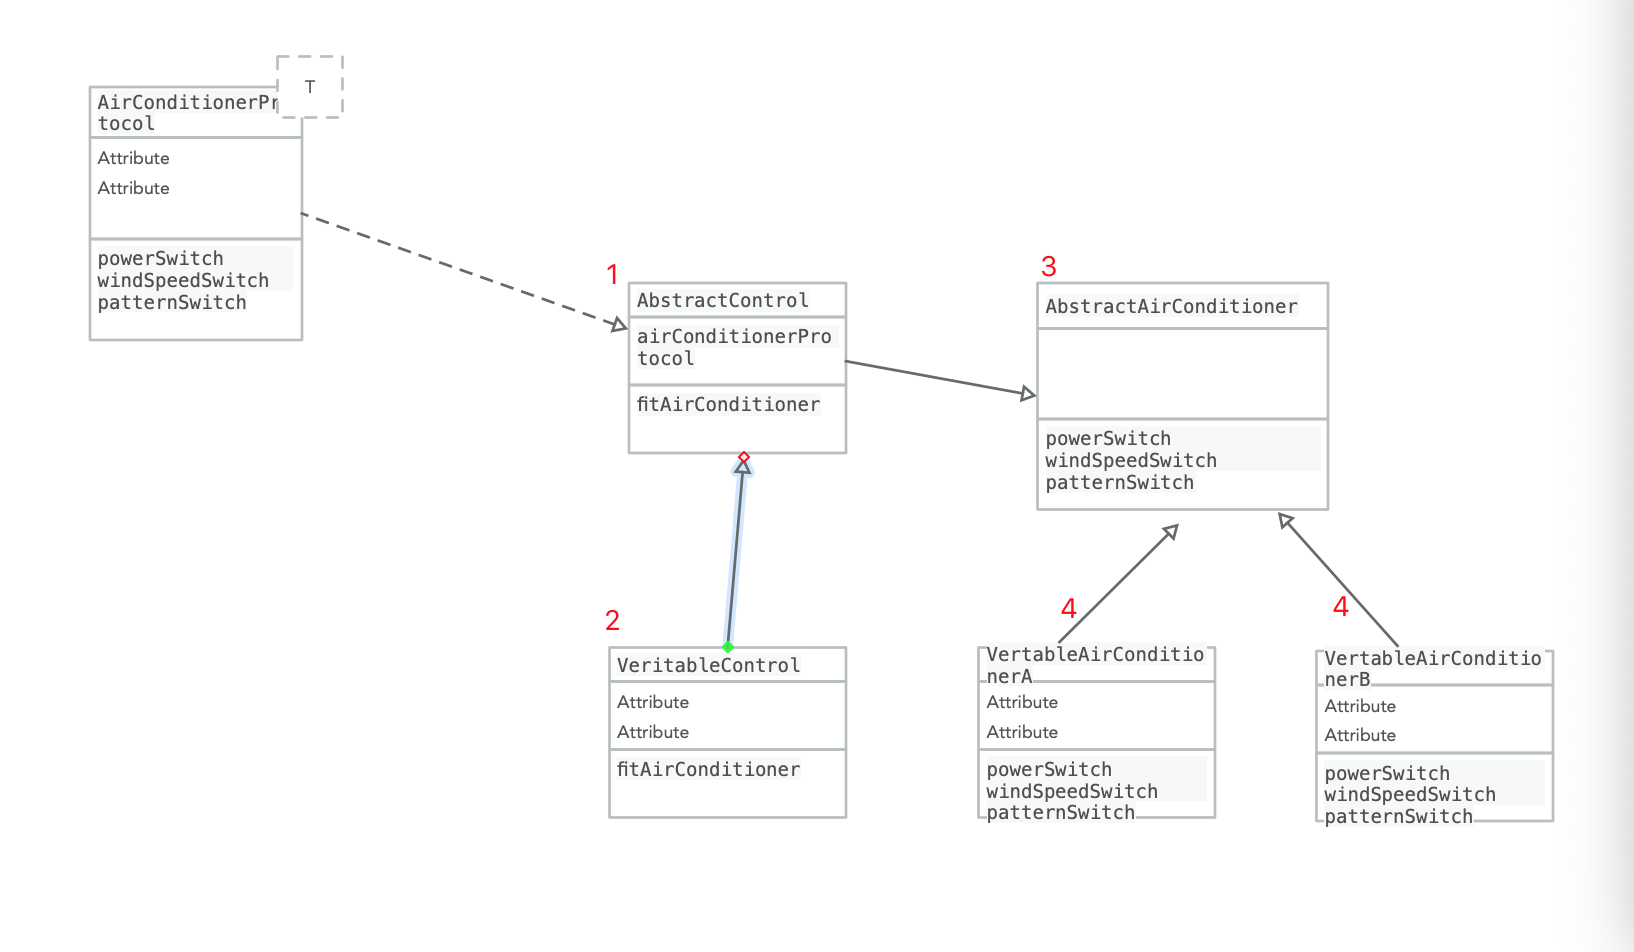 T
AirConditionerPr
tocol
Attribute
Attribute
powerSwitch
windSpeedSwitch
patternSwitch
1
AbstractControl
airConditionerPro
tocol
fitAirConditioner
3
AbstractAirConditioner
powerSwitch
windSpeedSwitch
patternSwitch
2
VeritableControl
Attribute
Attribute
fitAirConditioner
4
VertableAirConditio
nerA
Attribute
Attribute
powerSwitch
windSpeedSwitch
patternSwitch
4
VertableAirConditio
nerB
Attribute
Attribute
powerSwitch
windSpeedSwitch
patternSwitch